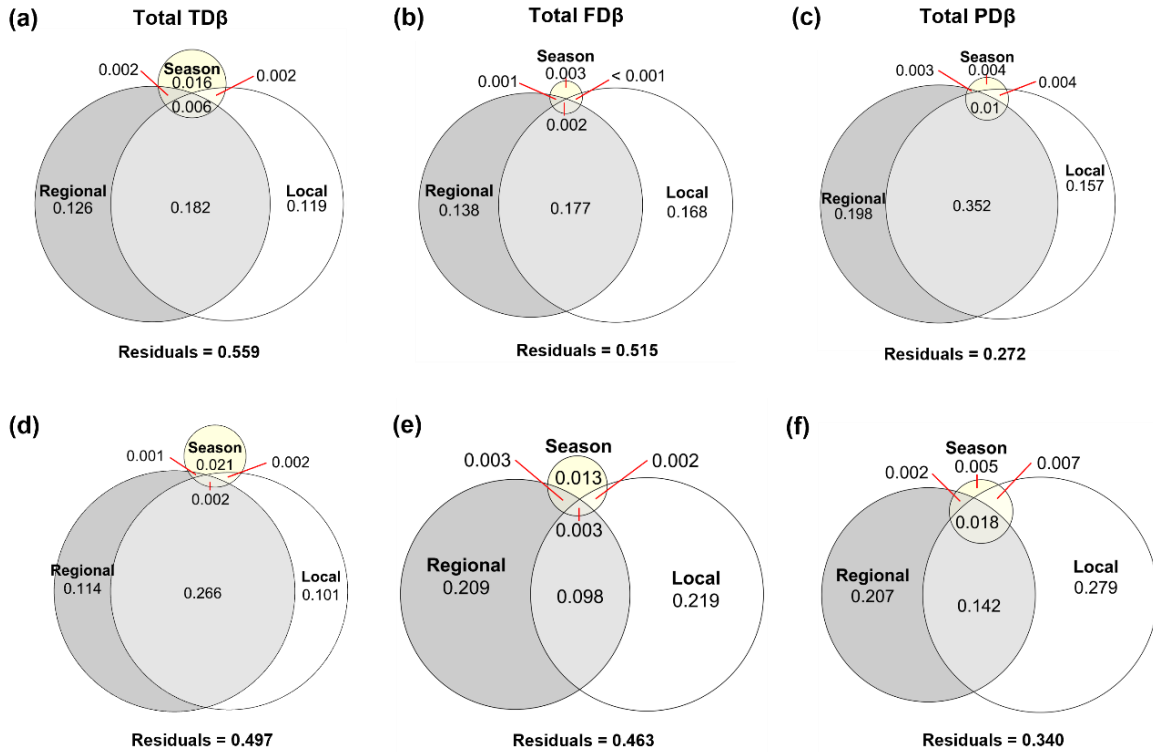 (a)
Total TDβ
Season
0.016
0.002
0.002
0.006
Regional
0.126
0.182
Local
0.119
Residuals = 0.559
(b)
Total FDβ
Season
0.003
0.001
< 0.001
0.002
Regional
0.138
0.177
Local
0.168
Residuals = 0.515
(c)
Total PDβ
Season
0.004
0.003
0.004
0.01
Regional
0.198
0.352
Local
0.157
Residuals = 0.272
(d)
Season
0.021
0.001
0.002
0.002
Regional
0.114
0.266
Local
0.101
Residuals = 0.497
(e)
Season
0.013
0.003
0.002
0.003
Regional
0.209
0.098
Local
0.219
Residuals = 0.463
(f)
Season
0.005
0.002
0.007
0.018
Regional
0.207
0.142
Local
0.279
Residuals = 0.340